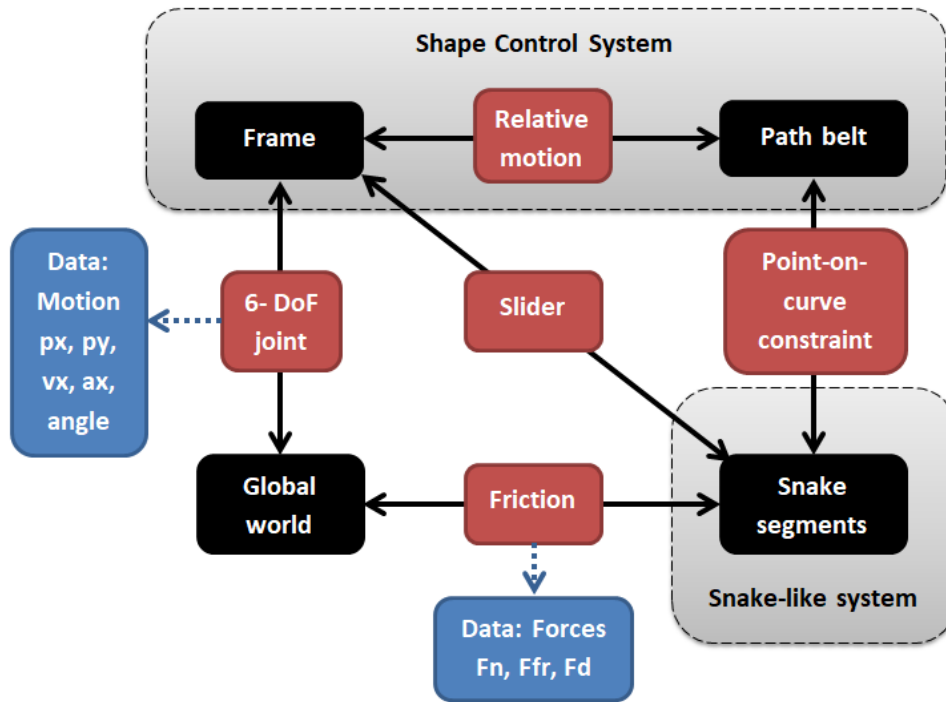 Shape Control System
Frame
Relative
motion
Path belt
Data:
Motion
px, py,
vx, ax,
angle
6- DoF
joint
Slider
Point-on-
curve
constraint
Global
world
Friction
Snake
segments
Snake-like system
Data: Forces
Fn, Ffr, Fd